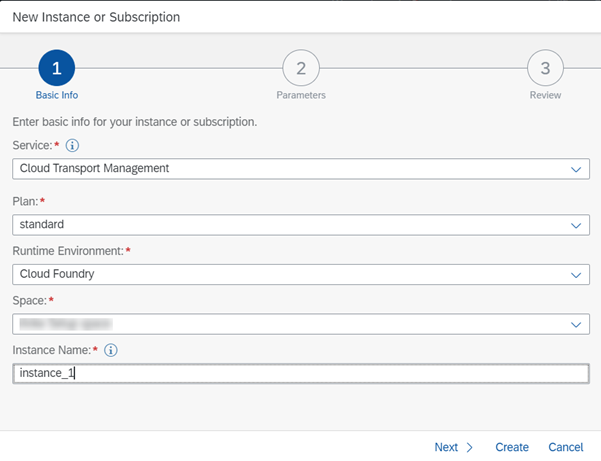 New Instance or Subscription
1
2
3
Basic Info
Parameters
Review
Enter basic info for your instance or subscription.
Service:*
Cloud Transport Management
Plan:*
standard
Runtime Environment:*
Cloud Foundry
Space:*
Instance Name:*
instance_1
Next
Create
Cancel